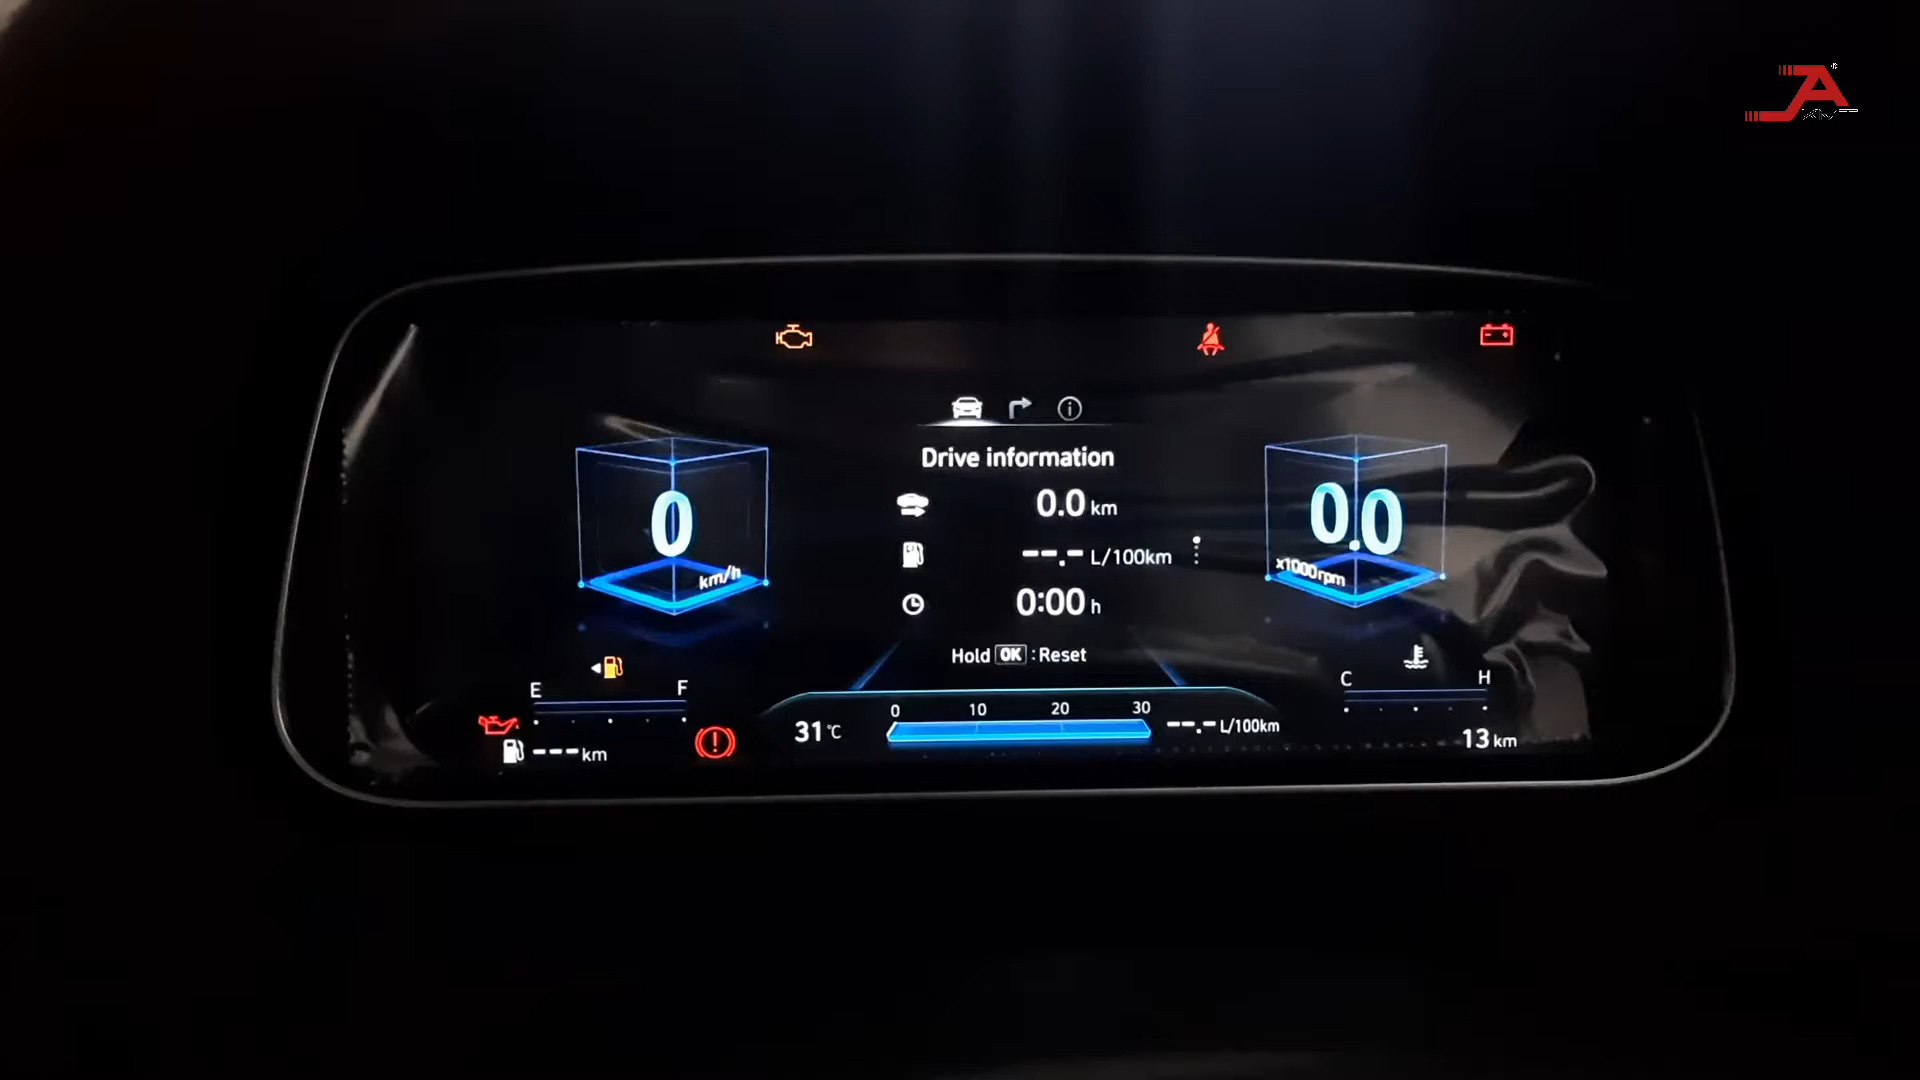 Drive information
0.0 km
--.- L/100km
0:00 h
Hold OK : Reset
0
km/h
0.0
x1000rpm
E F
--- km
31°C
0 10 20 30
--.- L/100km
C H
13 km